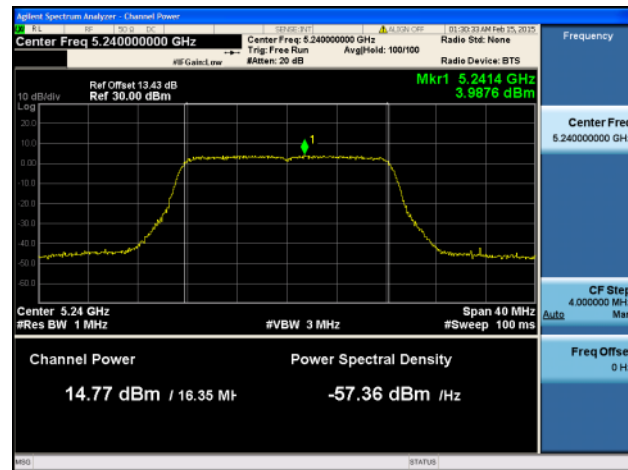 Agilent Spectrum Analyzer - Channel Power
RL RF 50 Ω DC SENSE:INT ALIGN OFF 01:30:33 AM Feb 15, 2015
Center Freq 5.240000000 GHz Center Freq: 5.240000000 GHz Radio Std: None Frequency
Trig: Free Run Avg|Hold: 100/100
#IFGain:Low #Atten: 20 dB Radio Device: BTS
Ref Offset 13.43 dB Mkr1 5.2414 GHz
10 dB/div Ref 30.00 dBm 3.9876 dBm
Log
20.0
10.0
0.00
-10.0
-20.0
-30.0
-40.0
-50.0
-60.0
1
Center Freq
5.240000000 GHz
Center 5.24 GHz Span 40 MHz
#Res BW 1 MHz #VBW 3 MHz #Sweep 100 ms
CF Step
4.000000 MH
Auto Mar
Channel Power Power Spectral Density
14.77 dBm / 16.35 MH -57.36 dBm /Hz
Freq Offse
0 H
MSG STATUS